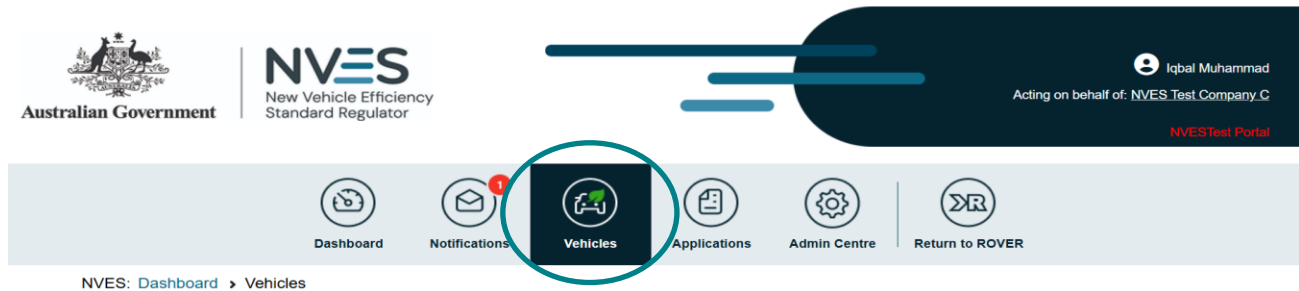 Australian Government
NVES
New Vehicle Efficiency
Standard Regulator
Iqbal Muhammad
Acting on behalf of: NVES Test Company C
NVESTest Portal
1
Dashboard
Notifications
Vehicles
Applications
Admin Centre
Return to ROVER
NVES: Dashboard > Vehicles